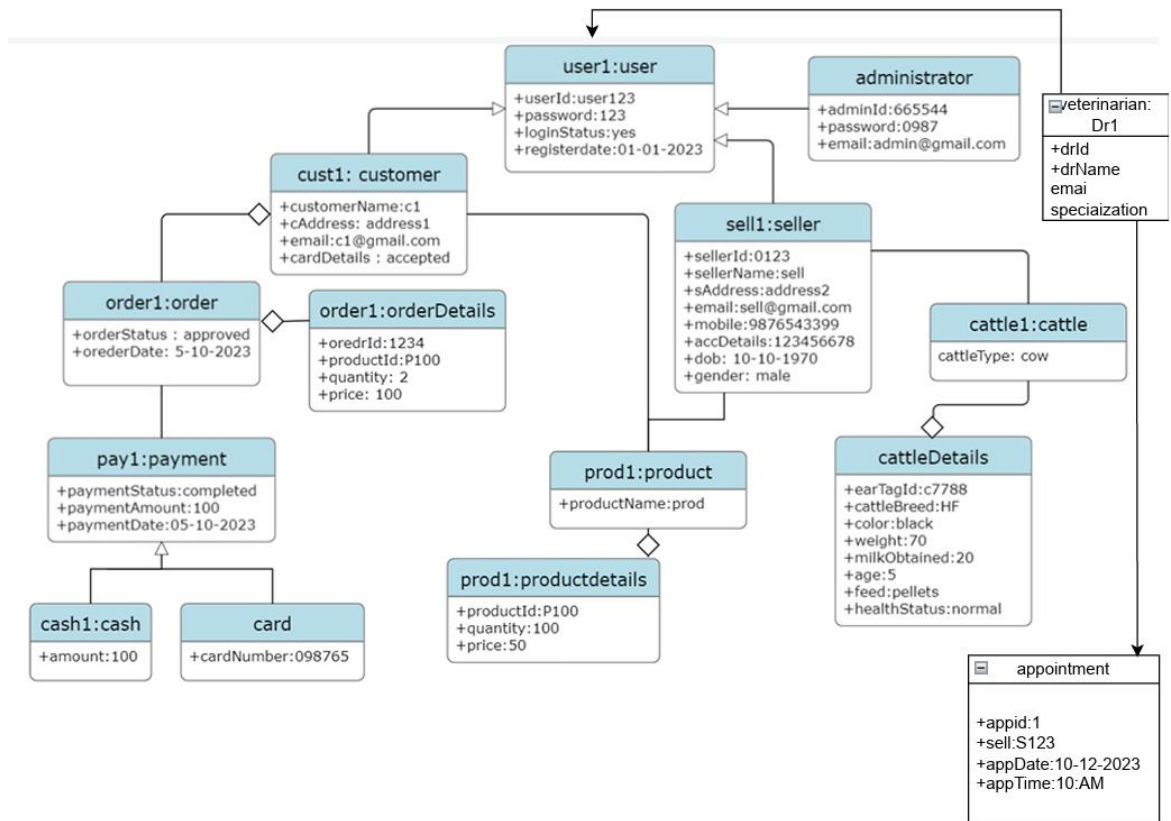 user1:user
+userId:user123
+password:123
+loginStatus:yes
+registerdate:01-01-2023
administrator
+adminId:665544
+password:0987
+email:admin@gmail.com
veterinarian:
Dr1
+drId
+drName
emai
speciaization
cust1: customer
+customerName:c1
+cAddress: address1
+email:c1@gmail.com
+cardDetails : accepted
sell1:seller
+sellerId:0123
+sellerName:sell
+sAddress:address2
+email:sell@gmail.com
+mobile:9876543399
+accDetails:123456678
+dob: 10-10-1970
+gender: male
order1:order
+orderStatus : approved
+orederDate: 5-10-2023
order1:orderDetails
+oredrId:1234
+productId:P100
+quantity: 2
+price: 100
cattle1:cattle
cattleType: cow
pay1:payment
+paymentStatus:completed
+paymentAmount:100
+paymentDate:05-10-2023
prod1:product
+productName:prod
cattleDetails
+earTagId:c7788
+cattleBreed:HF
+color:black
+weight:70
+milkObtained:20
+age:5
+feed:pellets
+healthStatus:normal
prod1:productdetails
+productId:P100
+quantity:100
+price:50
cash1:cash
+amount:100
card
+cardNumber:098765
appointment
+appid:1
+sell:S123
+appDate:10-12-2023
+appTime:10:AM